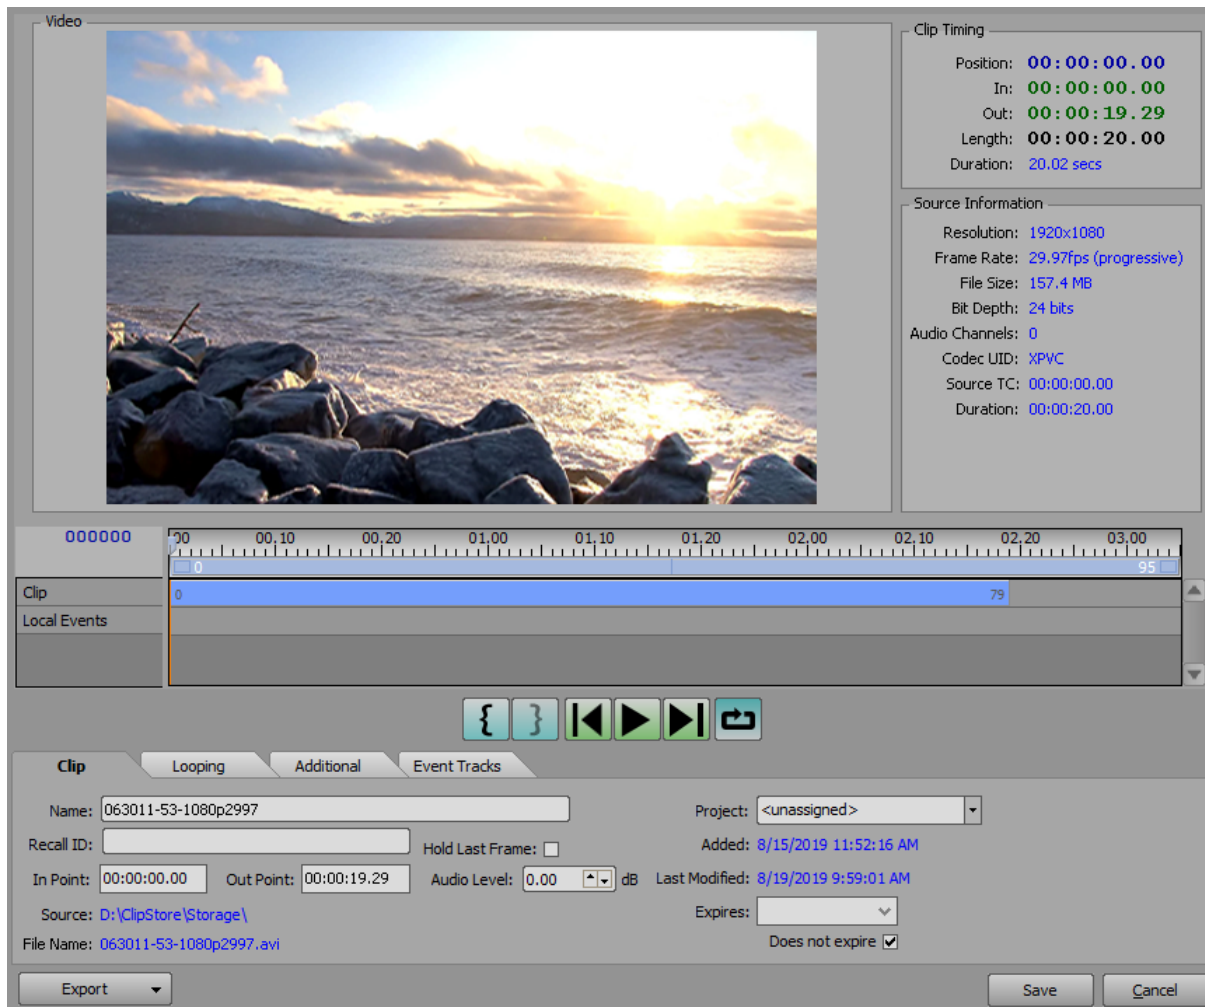 Video
Clip Timing
Position: 00:00:00.00
In: 00:00:00.00
Out: 00:00:19.29
Length: 00:00:20.00
Duration: 20.02 secs
Source Information
Resolution: 1920x1080
Frame Rate: 29.97fps (progressive)
File Size: 157.4 MB
Bit Depth: 24 bits
Audio Channels: 0
Codec UID: XPVC
Source TC: 00:00:00.00
Duration: 00:00:20.00
000000
00 00.10 00.20 01.00 01.10 01.20 02.00 02.10 02.20 03.00
0 95
Clip 0 79
Local Events
{ }
Clip Looping Additional Event Tracks
Name: 063011-53-1080p2997
Project: <unassigned>
Recall ID:
Hold Last Frame:
Added: 8/15/2019 11:52:16 AM
In Point: 00:00:00.00 Out Point: 00:00:19.29 Audio Level: 0.00 dB
Last Modified: 8/19/2019 9:59:01 AM
Source: D:\ClipStore\Storage\
Expires:
File Name: 063011-53-1080p2997.avi
Does not expire
Export Save Cancel